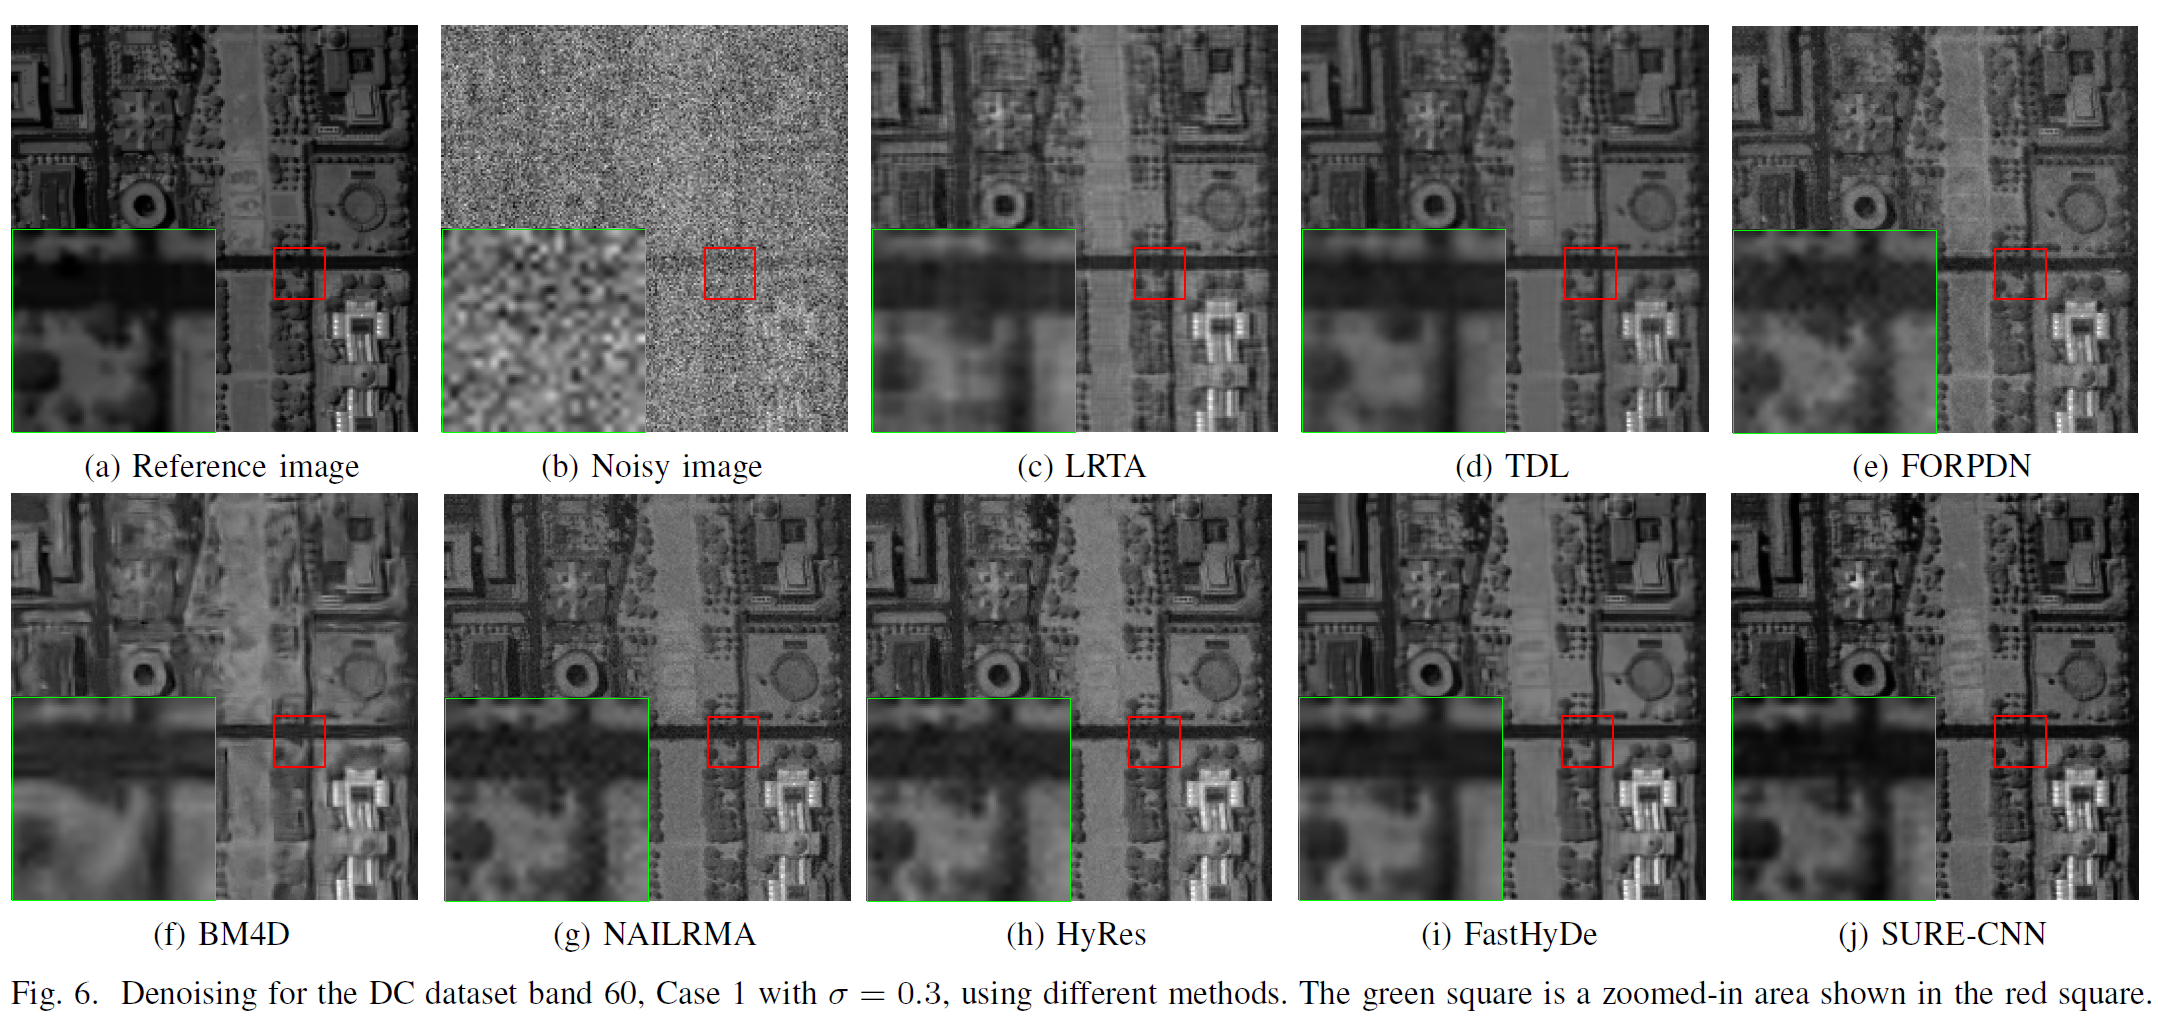 (a) Reference image
(b) Noisy image
(c) LRTA
(d) TDL
(e) FORPDN
(f) BM4D
(g) NAILRMA
(h) HyRes
(i) FastHyDe
(j) SURE-CNN
Fig. 6. Denoising for the DC dataset band 60, Case 1 with σ = 0.3, using different methods. The green square is a zoomed-in area shown in the red square.